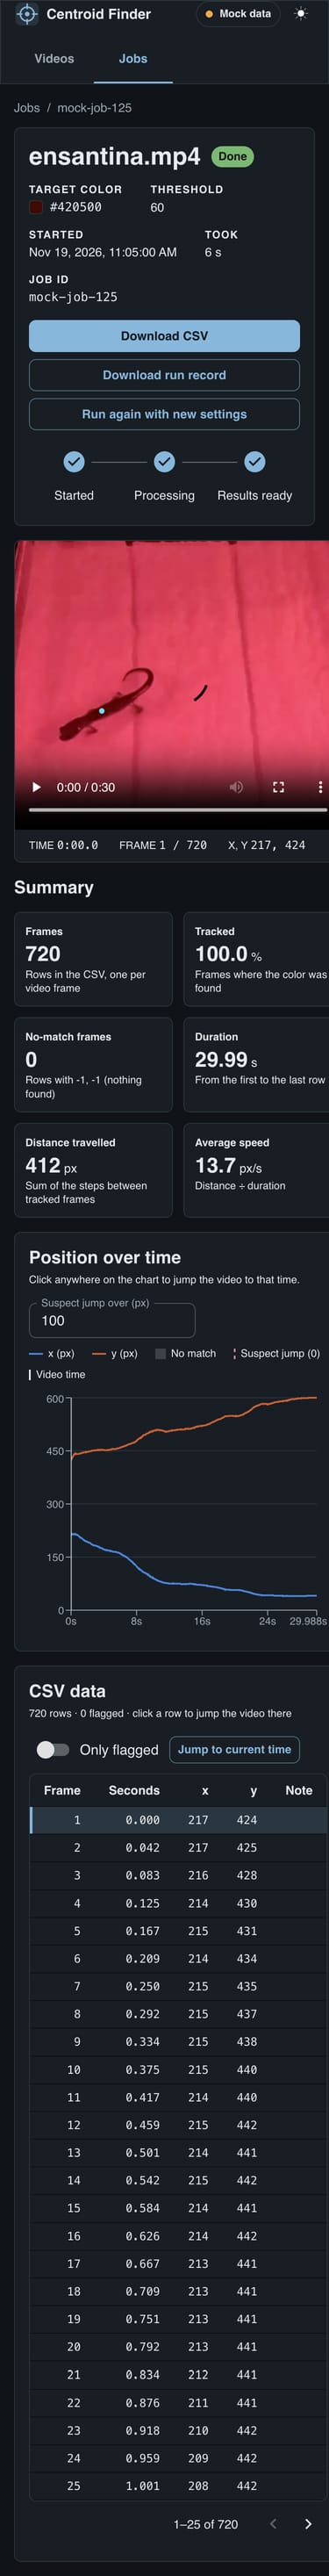 Centroid Finder
Mock data
Videos
Jobs
Jobs / mock-job-125
ensantina.mp4
Done
TARGET COLOR
THRESHOLD
#420500
60
STARTED
TOOK
Nov 19, 2026, 11:05:00 AM
6 s
JOB ID
mock-job-125
Download CSV
Download run record
Run again with new settings
Started
Processing
Results ready
0:00 / 0:30
TIME 0:00.0 FRAME 1 / 720 X, Y 217, 424
Summary
Frames
720
Rows in the CSV, one per
video frame
Tracked
100.0 %
Frames where the color was
found
No-match frames
0
Rows with -1, -1 (nothing
found)
Duration
29.99 s
From the first to the last row
Distance travelled
412 px
Sum of the steps between
tracked frames
Average speed
13.7 px/s
Distance ÷ duration
Position over time
Click anywhere on the chart to jump the video to that time.
Suspect jump over (px)
100
x (px)
y (px)
No match
Suspect jump (0)
Video time
600
450
300
150
0
0s
8s
16s
24s
29.988s
CSV data
720 rows · 0 flagged · click a row to jump the video there
Only flagged
Jump to current time
Frame Seconds x y Note
1 0.000 217 424
2 0.042 217 425
3 0.083 216 428
4 0.125 214 430
5 0.167 215 431
6 0.209 214 434
7 0.250 215 435
8 0.292 215 437
9 0.334 215 438
10 0.375 215 440
11 0.417 214 440
12 0.459 215 442
13 0.501 214 441
14 0.542 215 442
15 0.584 214 441
16 0.626 214 442
17 0.667 213 441
18 0.709 213 441
19 0.751 213 441
20 0.792 213 441
21 0.834 212 441
22 0.876 211 441
23 0.918 210 442
24 0.959 209 442
25 1.001 208 442
1–25 of 720